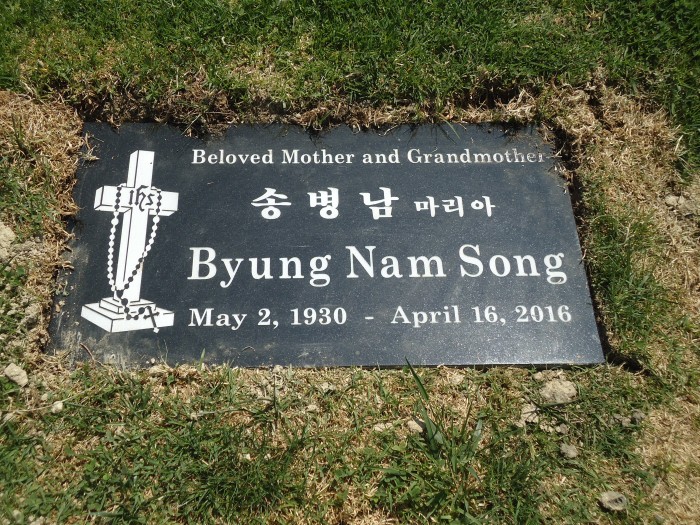 Beloved Mother and Grandmother
IHS
송병남 마리아
Byung Nam Song
May 2, 1930 - April 16, 2016